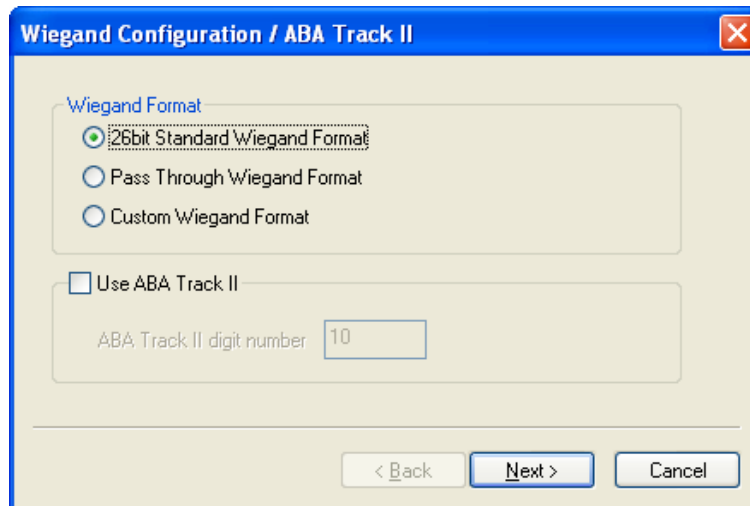 Wiegand Configuration / ABA Track II
Wiegand Format
26bit Standard Wiegand Format
Pass Through Wiegand Format
Custom Wiegand Format
Use ABA Track II
ABA Track II digit number 10
< Back Next > Cancel